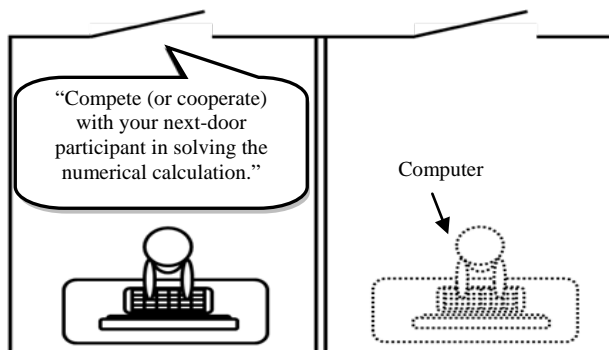 “Compete (or cooperate)
with your next-door
participant in solving the
numerical calculation.”
Computer